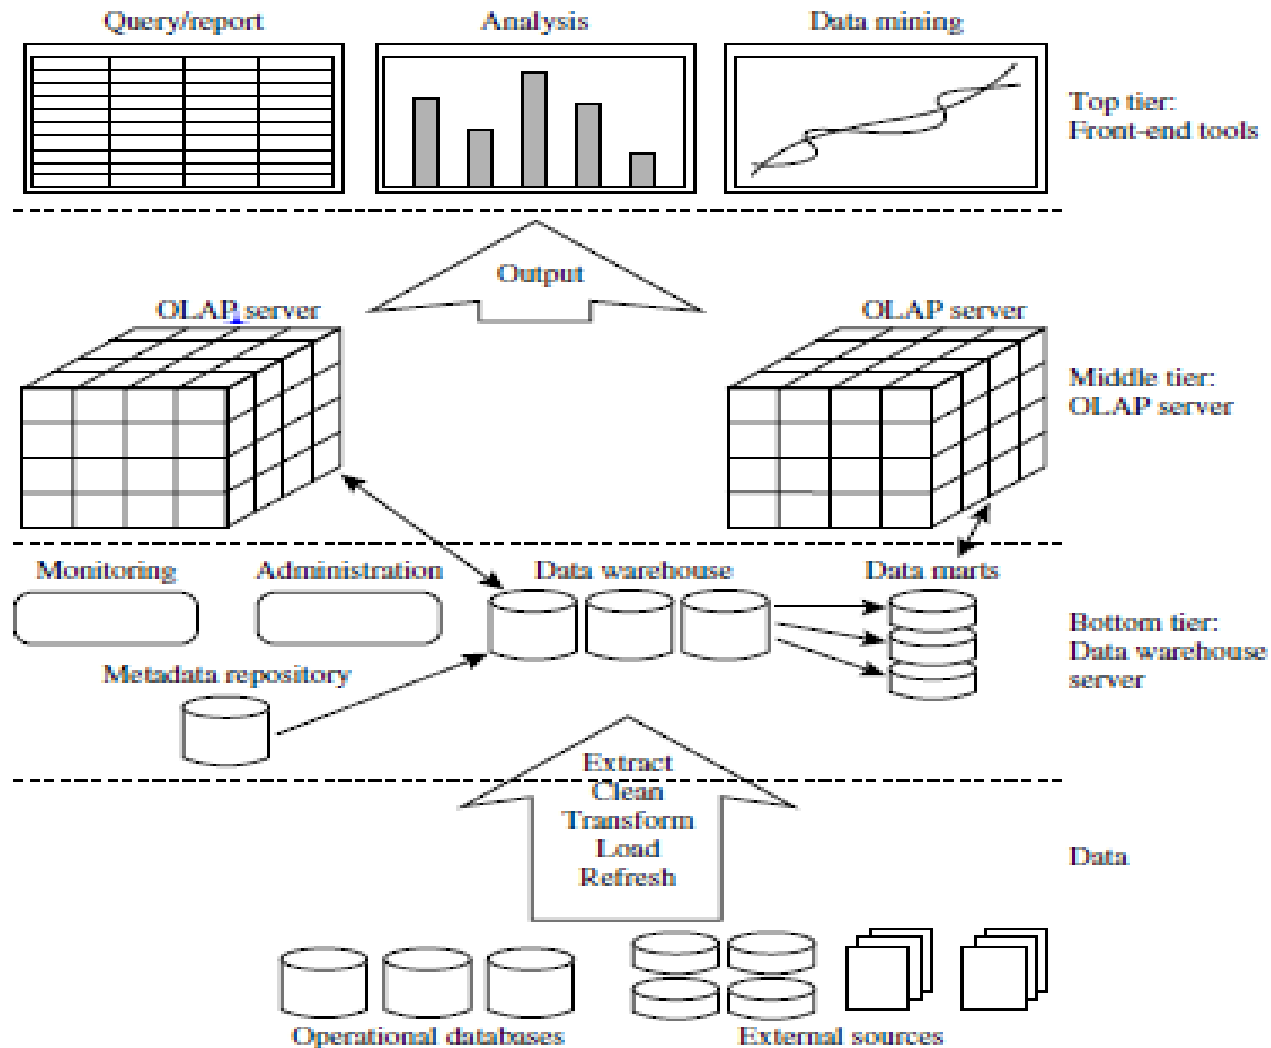 Query/report
Analysis
Data mining
Top tier:
Front-end tools
Output
OLAP server
OLAP server
Middle tier:
OLAP server
Monitoring
Administration
Data warehouse
Data marts
Bottom tier:
Data warehouse
server
Metadata repository
Extract
Clean
Transform
Load
Refresh
Data
Operational databases
External sources